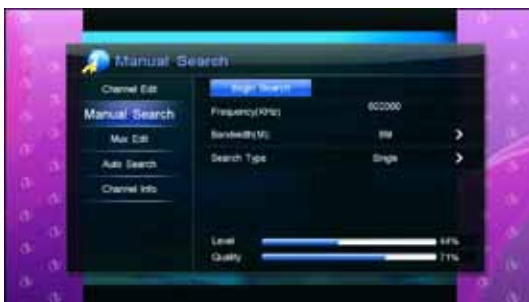 Manual Search
Channel Edit
Manual Search
Mux Edit
Auto Search
Channel Info
Begin Search
Frequency(KHz)
Bandwidth(M)
8M
Search Type
Single
Level
Quality
71%